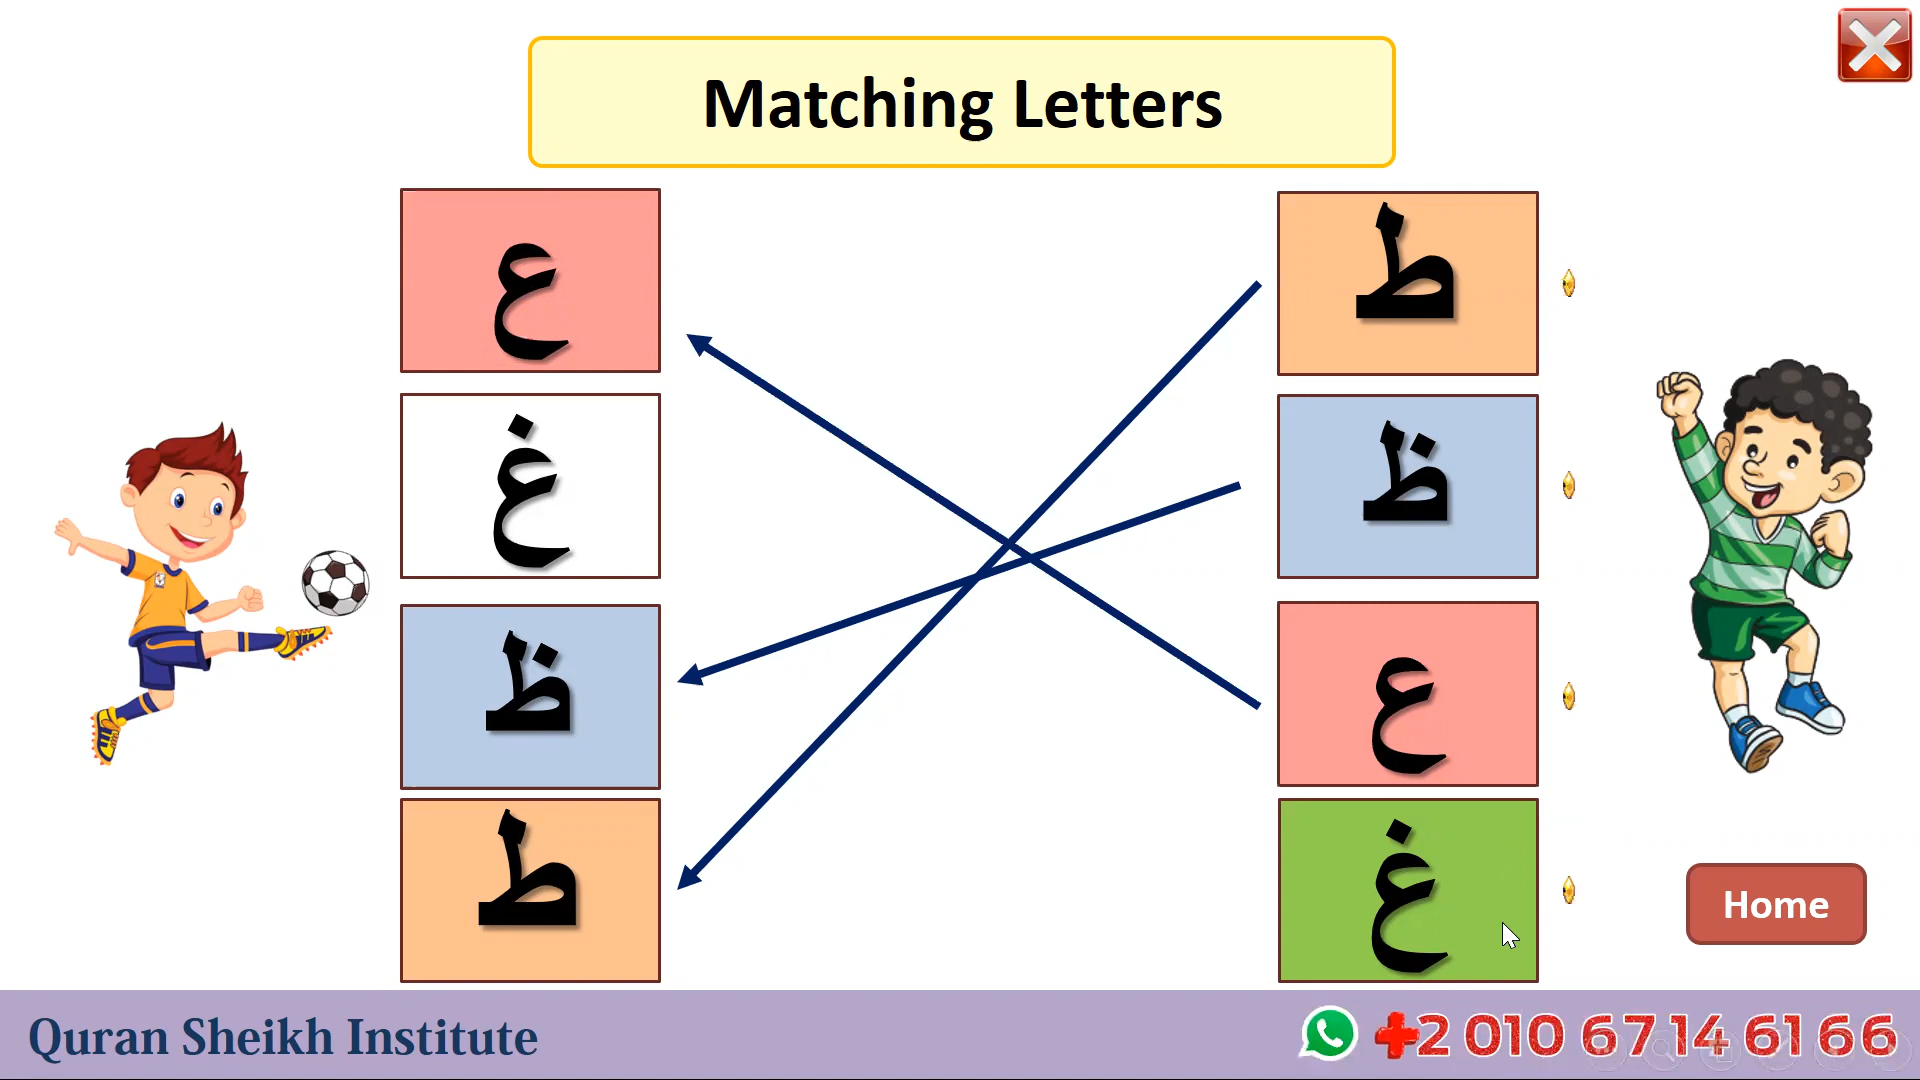 Matching Letters
ع
ط
غ
ظ
ظ
ع
ط
غ
Home
Quran Sheikh Institute
+2 010 67 14 61 66